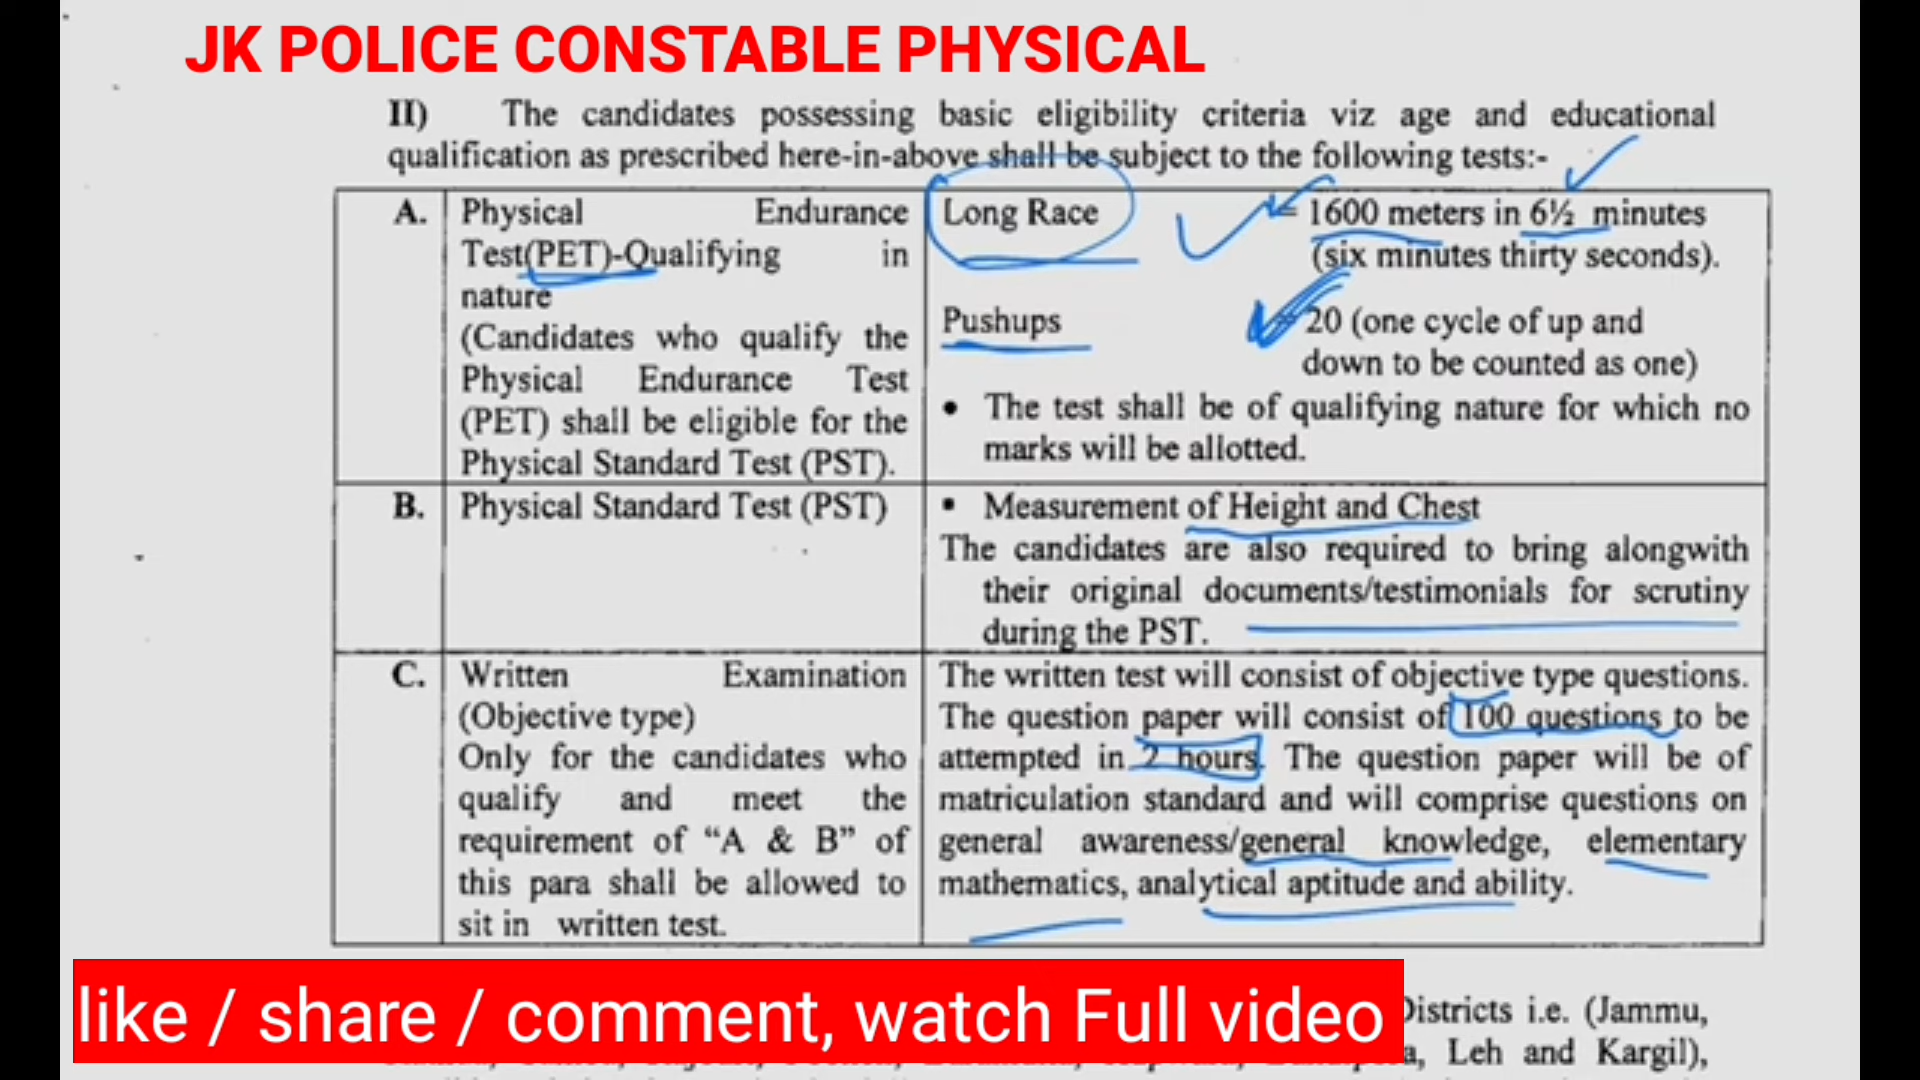 JK POLICE CONSTABLE PHYSICAL
II) The candidates possessing basic eligibility criteria viz age and educational
qualification as prescribed here-in-above shall be subject to the following tests:-
A. Physical Endurance
Test(PET)-Qualifying in
nature
(Candidates who qualify the
Physical Endurance Test
(PET) shall be eligible for the
Physical Standard Test (PST).
Long Race = 1600 meters in 6½ minutes
(six minutes thirty seconds).
Pushups 20 (one cycle of up and
down to be counted as one)
• The test shall be of qualifying nature for which no
marks will be allotted.
B. Physical Standard Test (PST)
▪ Measurement of Height and Chest
The candidates are also required to bring alongwith
their original documents/testimonials for scrutiny
during the PST.
C. Written Examination
(Objective type)
Only for the candidates who
qualify and meet the
requirement of “A & B” of
this para shall be allowed to
sit in written test.
The written test will consist of objective type questions.
The question paper will consist of 100 questions to be
attempted in 2 hours. The question paper will be of
matriculation standard and will comprise questions on
general awareness/general knowledge, elementary
mathematics, analytical aptitude and ability.
like / share / comment, watch Full video
Districts i.e. (Jammu,
Leh and Kargil),